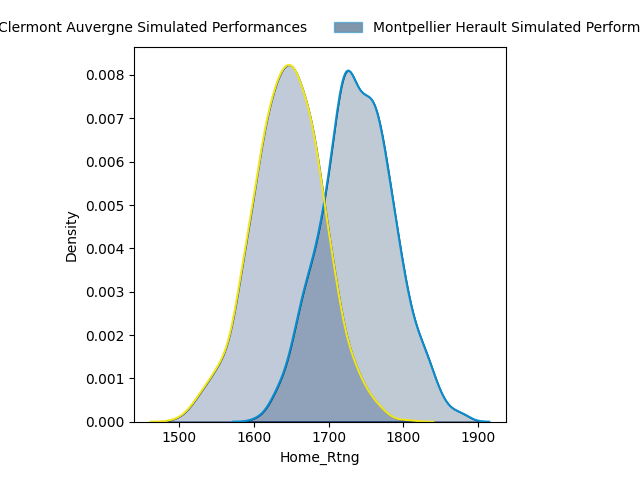 Clermont Auvergne Simulated Performances Montpellier Herault Simulated Perform
0.008
0.007
0.006
0.005
0.004
0.003
0.002
0.001
0.000
Density
1500 1600 1700 1800 1900
Home_Rtng